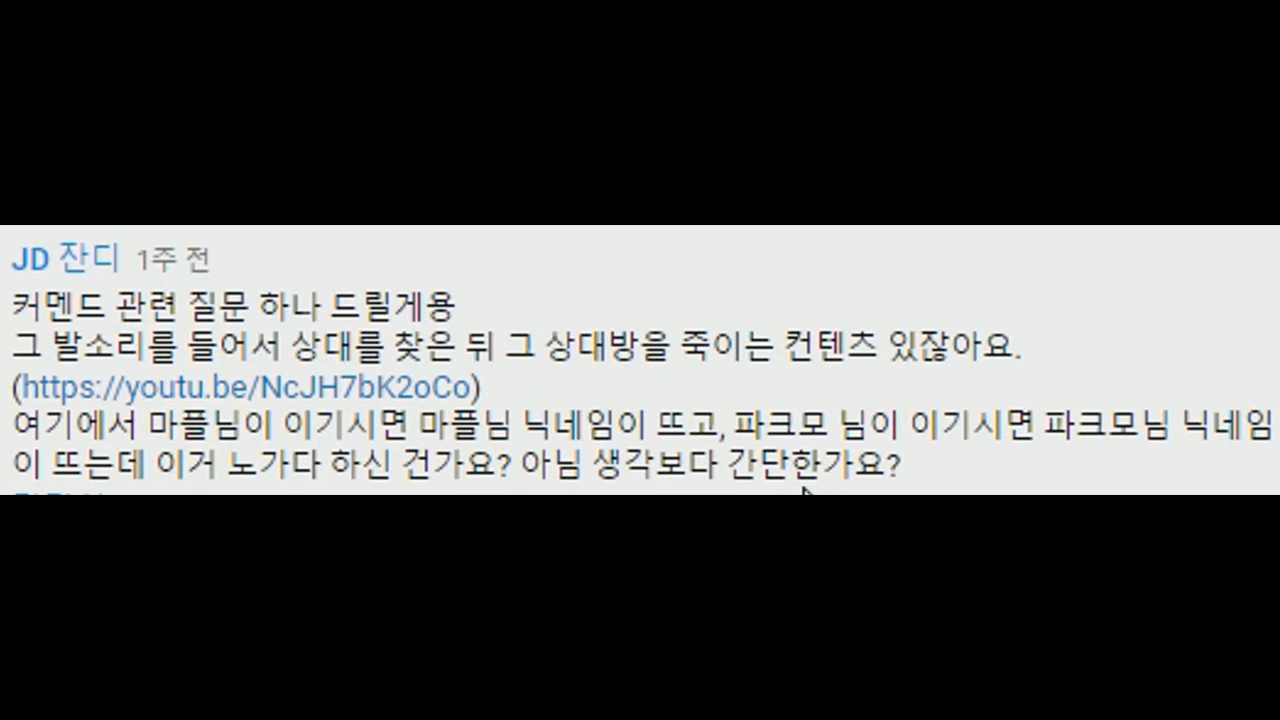 JD 잔디 1주 전
커멘드 관련 질문 하나 드릴게용
그 발소리를 들어서 상대를 찾은 뒤 그 상대방을 죽이는 컨텐츠 있잖아요.
(https://youtu.be/NcJH7bK2oCo)
여기에서 마플님이 이기시면 마플님 닉네임이 뜨고, 파크모 님이 이기시면 파크모님 닉네임
이 뜨는데 이거 노가다 하신 건가요? 아님 생각보다 간단한가요?